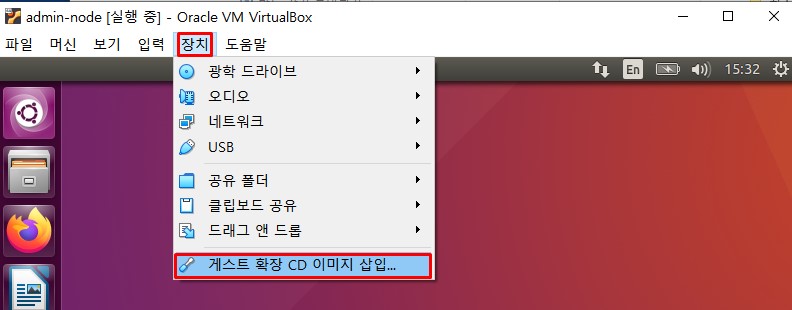 admin-node [실행 중] - Oracle VM VirtualBox
파일 머신 보기 입력 장치 도움말
En 15:32
광학 드라이브
오디오
네트워크
USB
공유 폴더
클립보드 공유
드래그 앤 드롭
게스트 확장 CD 이미지 삽입...